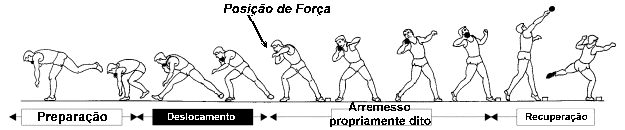 Posição de Força
Preparação
Deslocamento
Arremesso
propriamente dito
Recuperação